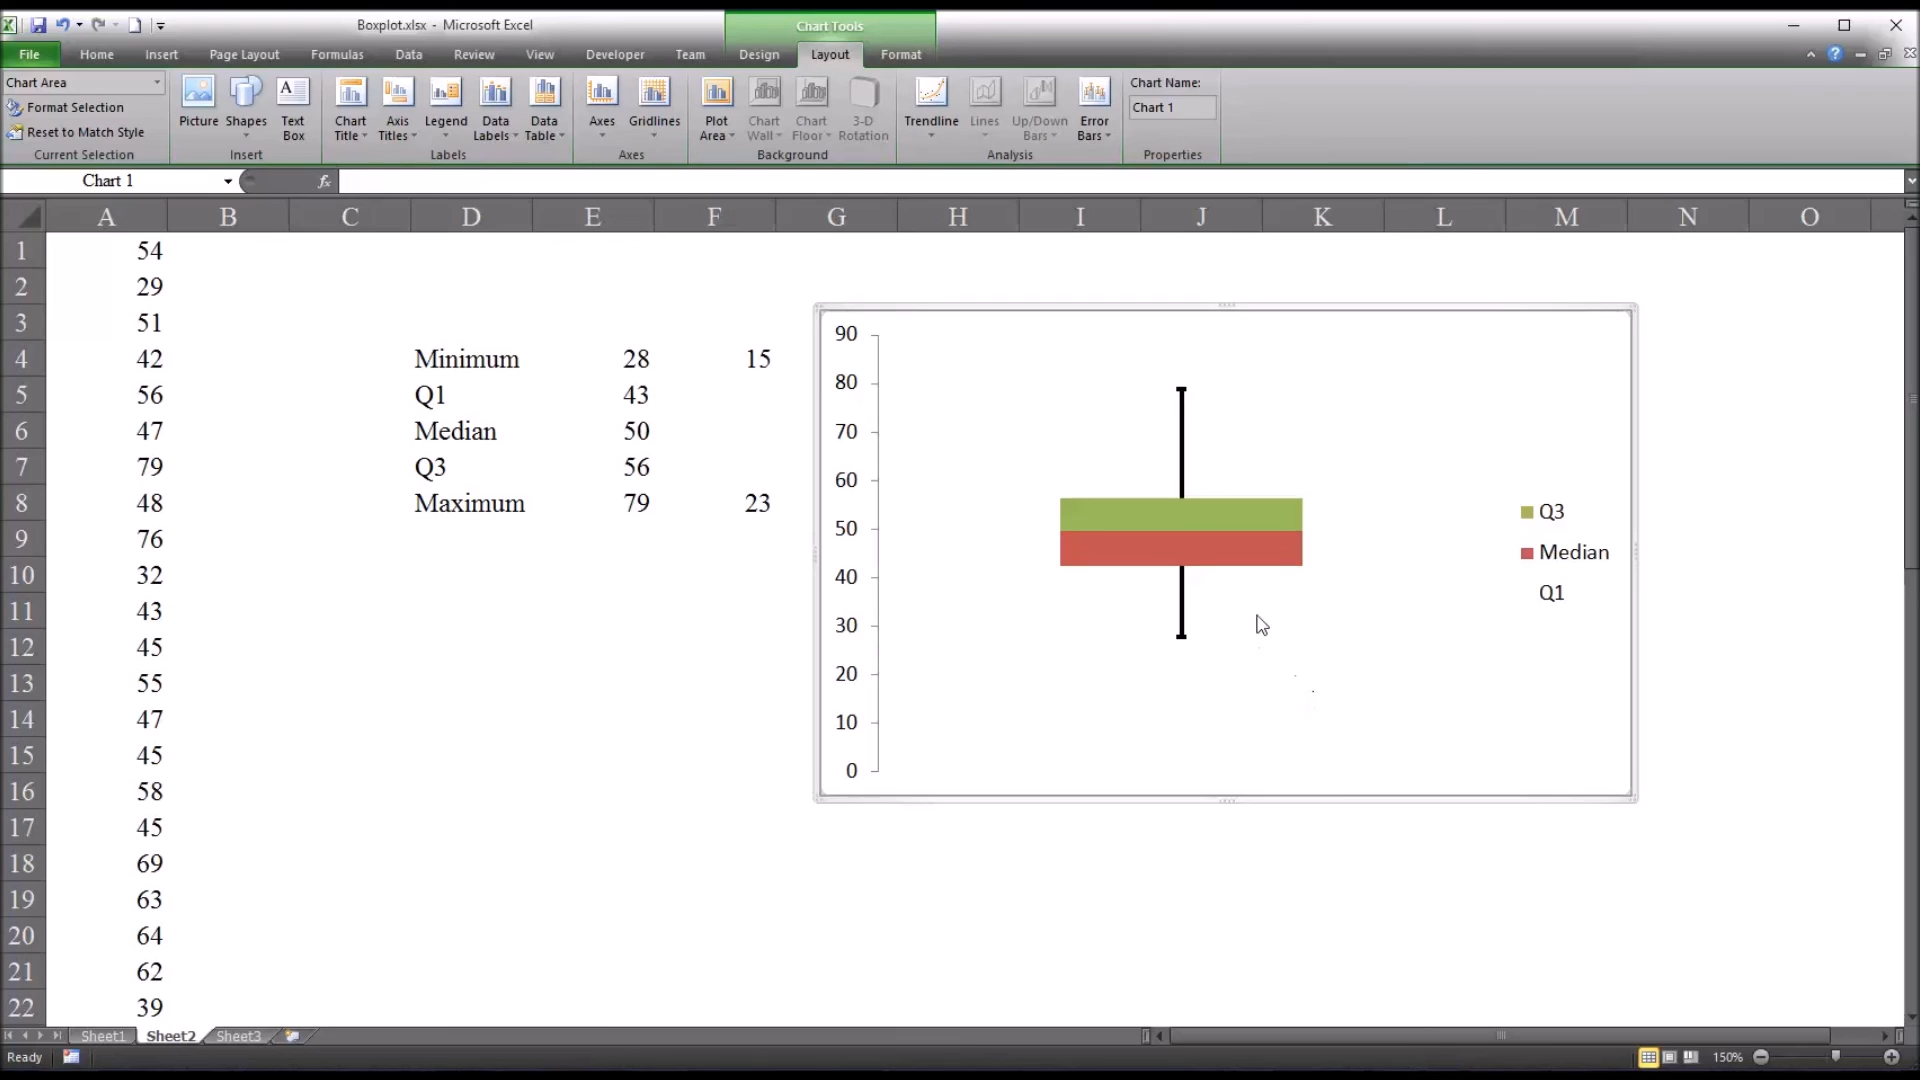 Boxplot.xlsx - Microsoft Excel
Chart Tools
File Home Insert Page Layout Formulas Data Review View Developer Team Design Layout Format
Chart Area
Format Selection
Reset to Match Style
Current Selection
Picture Shapes Text Box
Insert
Chart Title Axis Titles Legend Data Labels Data Table
Labels
Axes Gridlines
Axes
Plot Area Chart Wall Chart Floor 3-D Rotation
Background
Trendline Lines Up/Down Bars Error Bars
Analysis
Chart Name:
Chart 1
Properties
Chart 1 fx
A B C D E F G H I J K L M N O
1 54
2 29
3 51
4 42 Minimum 28 15
5 56 Q1 43
6 47 Median 50
7 79 Q3 56
8 48 Maximum 79 23
9 76
10 32
11 43
12 45
13 55
14 47
15 45
16 58
17 45
18 69
19 63
20 64
21 62
22 39
90
80
70
60
50
40
30
20
10
0
Q3
Median
Q1
Sheet1 Sheet2 Sheet3
Ready 150%